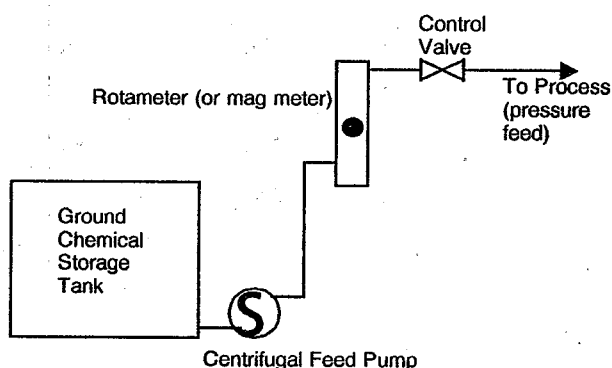 Control
Valve
Rotameter (or mag meter)
To Process
(pressure
feed)
Ground
Chemical
Storage
Tank
S
Centrifugal Feed Pump